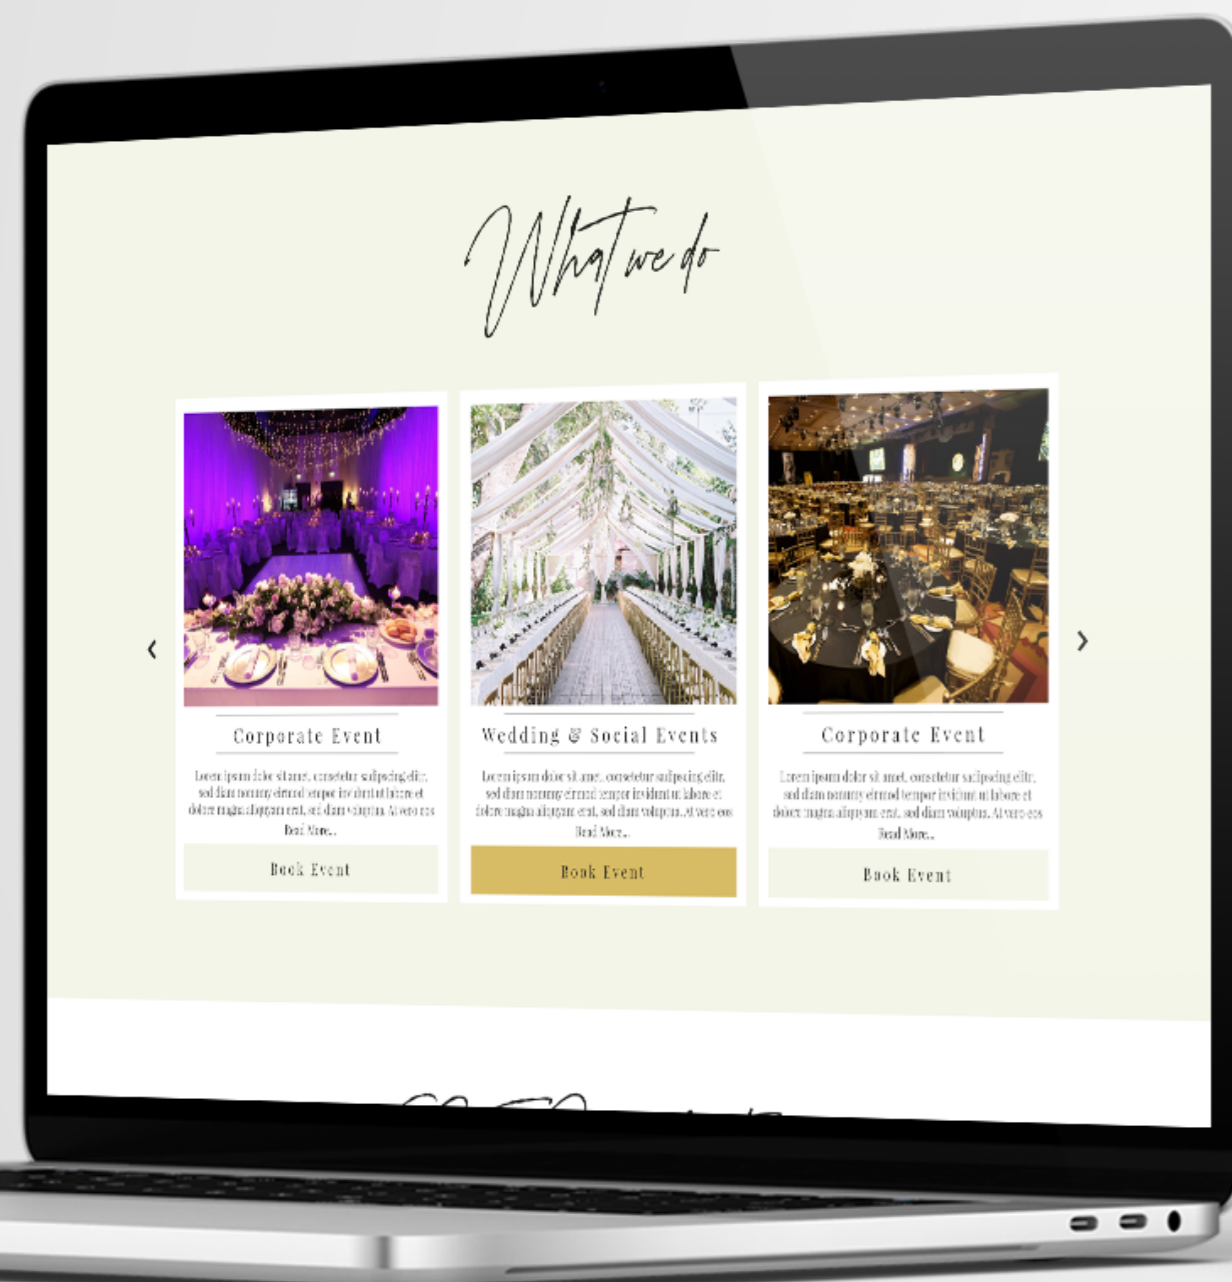 What we do
Corporate Event
Lorem ipsum dolor sit amet, consetetur sadipscing elitr,
sed diam nonumy eirmod tempor invidunt ut labore et
dolore magna aliquyam erat, sed diam voluptua. At vero eos
Read More...
Book Event
Wedding & Social Events
Lorem ipsum dolor sit amet, consetetur sadipscing elitr,
sed diam nonumy eirmod tempor invidunt ut labore et
dolore magna aliquyam erat, sed diam voluptua. At vero eos
Read More...
Book Event
Corporate Event
Lorem ipsum dolor sit amet, consetetur sadipscing elitr,
sed diam nonumy eirmod tempor invidunt ut labore et
dolore magna aliquyam erat, sed diam voluptua. At vero eos
Read More...
Book Event